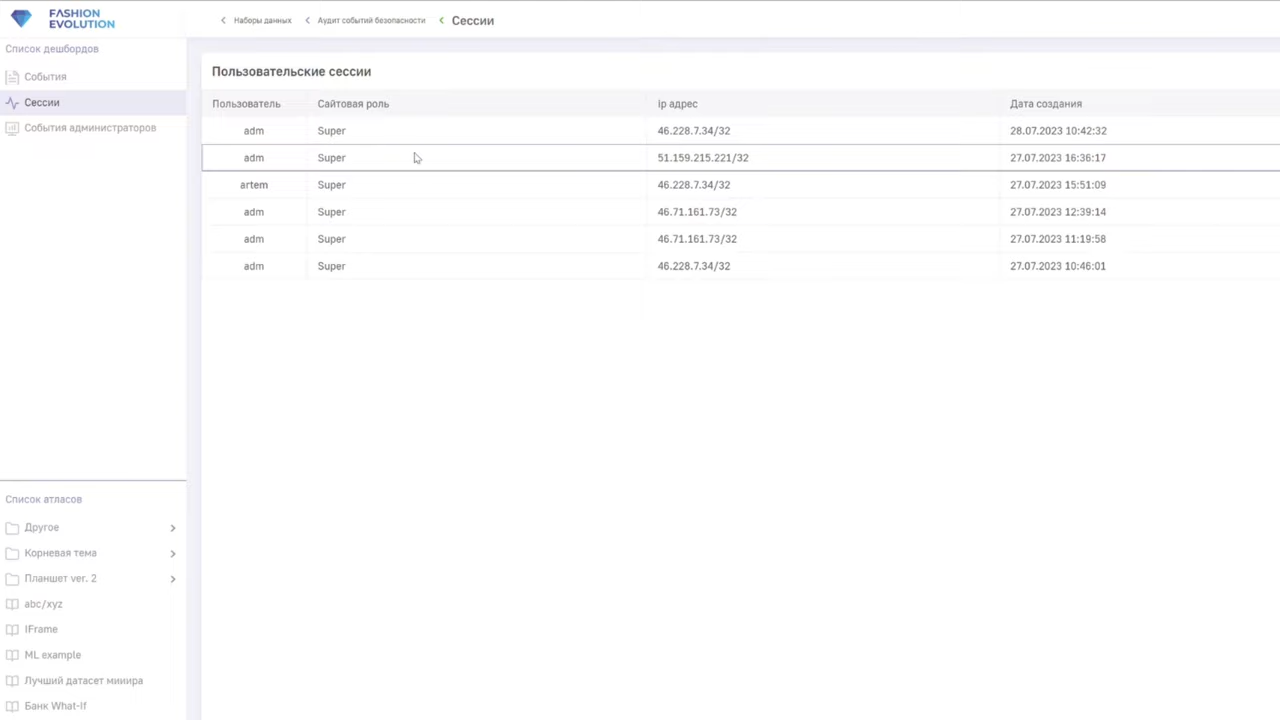 FASHION
EVOLUTION
Наборы данных Аудит событий безопасности Сессии
Список дешбордов
События
Сессии
События администраторов
Пользовательские сессии
Пользователь Сайтовая роль ip адрес Дата создания
adm Super 46.228.7.34/32 28.07.2023 10:42:32
adm Super 51.159.215.221/32 27.07.2023 16:36:17
artem Super 46.228.7.34/32 27.07.2023 15:51:09
adm Super 46.71.161.73/32 27.07.2023 12:39:14
adm Super 46.71.161.73/32 27.07.2023 11:19:58
adm Super 46.228.7.34/32 27.07.2023 10:46:01
Список атласов
Другое
Корневая тема
Планшет ver. 2
abc/xyz
IFrame
ML example
Лучший датасет мииира
Банк What-If